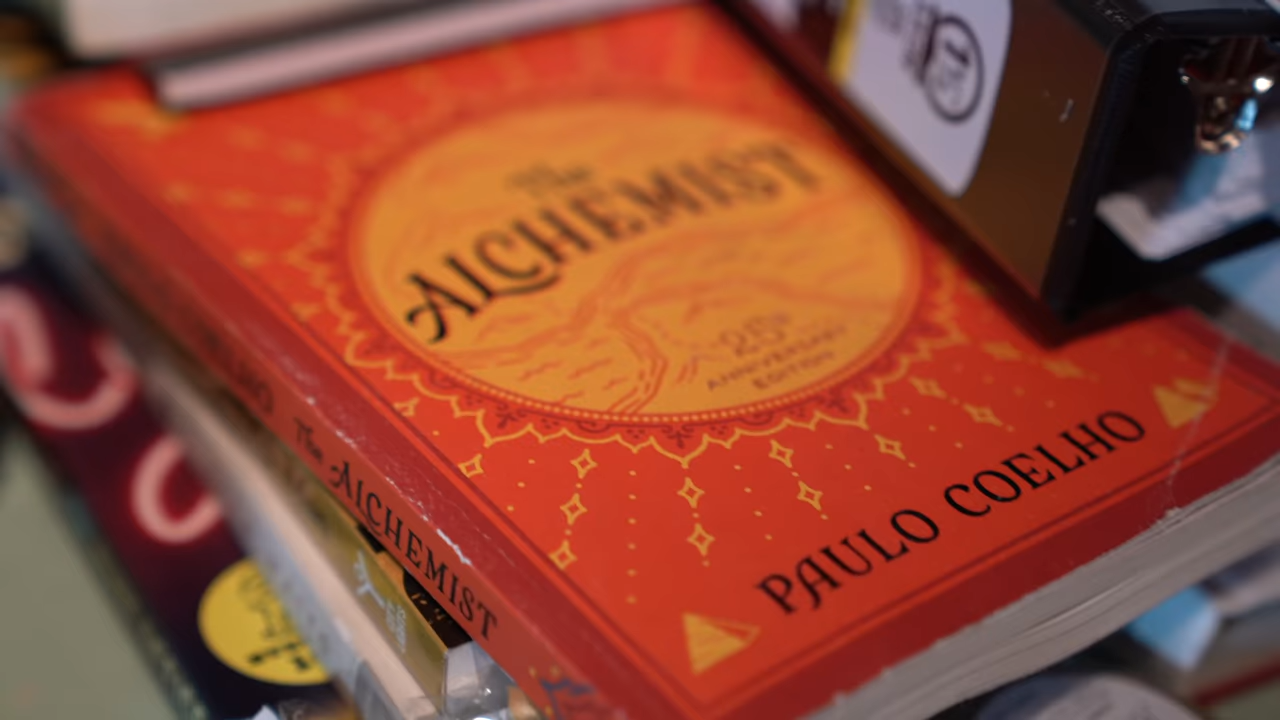 The
ALCHEMIST
25TH
ANNIVERSARY
EDITION
PAULO COELHO
The ALCHEMIST